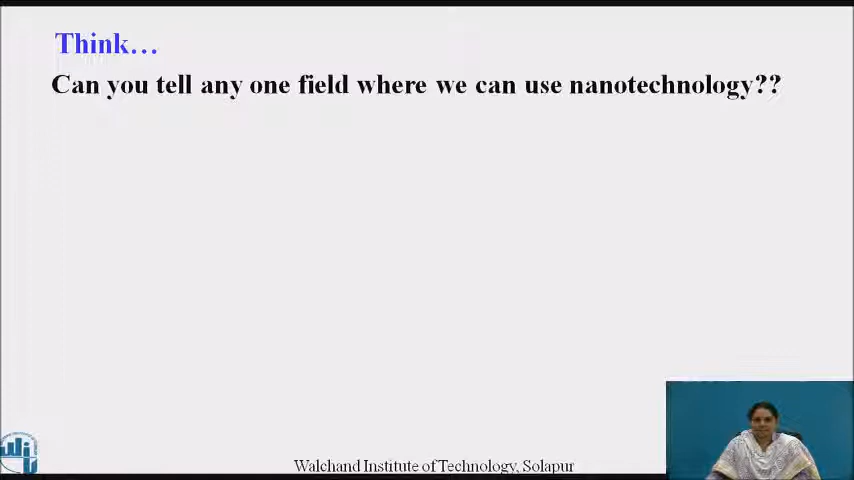 Think…
Can you tell any one field where we can use nanotechnology??
Walchand Institute of Technology, Solapur